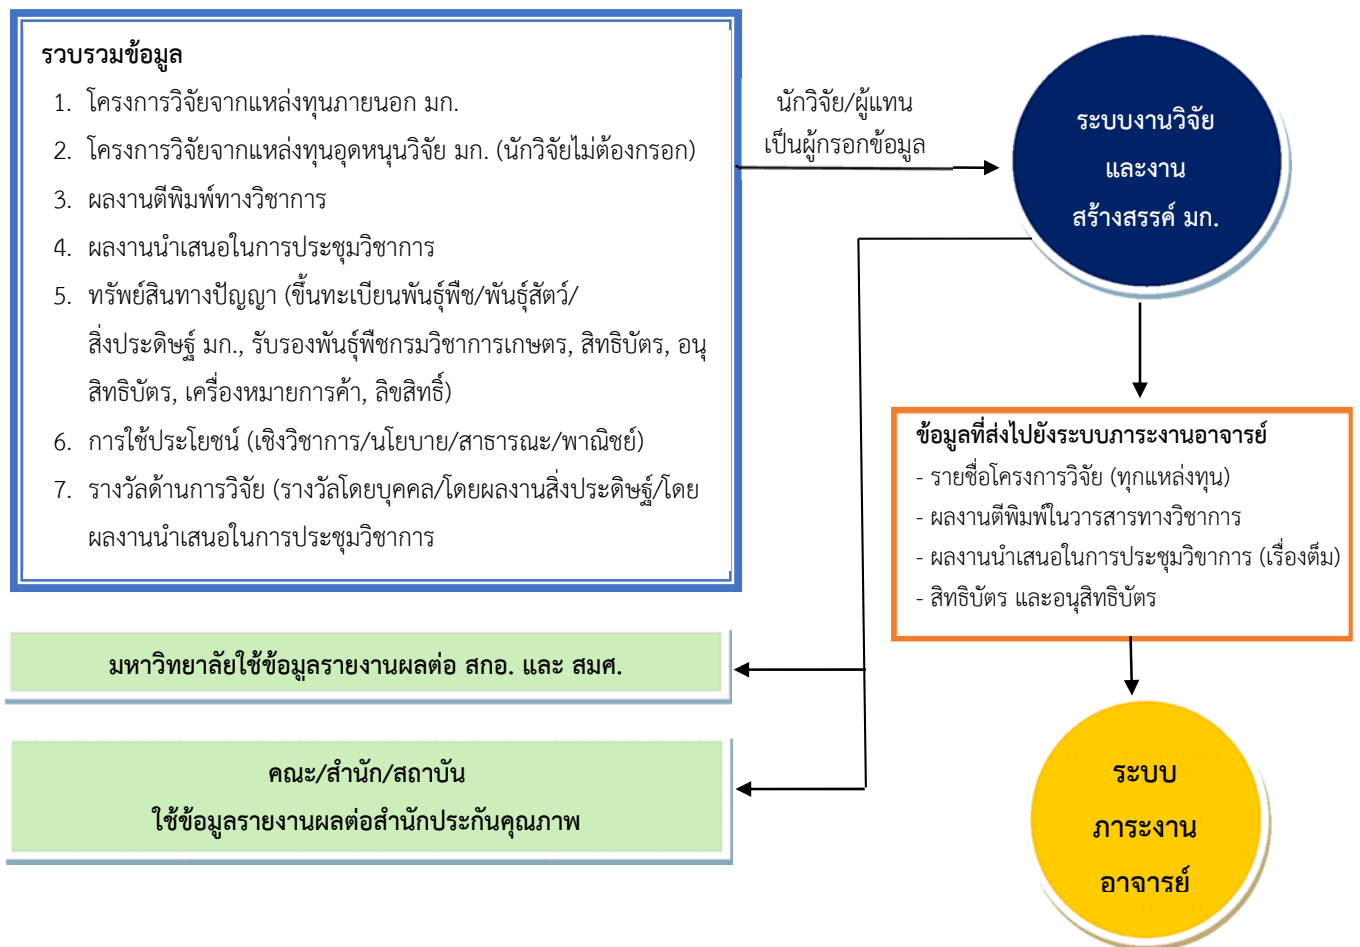 รวบรวมข้อมูล
1. โครงการวิจัยจากแหล่งทุนภายนอก มก.
2. โครงการวิจัยจากแหล่งทุนอุดหนุนวิจัย มก. (นักวิจัยไม่ต้องกรอก)
3. ผลงานตีพิมพ์ทางวิชาการ
4. ผลงานนำเสนอในการประชุมวิชาการ
5. ทรัพย์สินทางปัญญา (ขึ้นทะเบียนพันธุ์พืช/พันธุ์สัตว์/
สิ่งประดิษฐ์ มก., รับรองพันธุ์พืชกรมวิชาการเกษตร, สิทธิบัตร, อนุ
สิทธิบัตร, เครื่องหมายการค้า, ลิขสิทธิ์)
6. การใช้ประโยชน์ (เชิงวิชาการ/นโยบาย/สาธารณะ/พาณิชย์)
7. รางวัลด้านการวิจัย (รางวัลโดยบุคคล/โดยผลงานสิ่งประดิษฐ์/โดย
ผลงานนำเสนอในการประชุมวิชาการ
นักวิจัย/ผู้แทน
เป็นผู้กรอกข้อมูล
ระบบงานวิจัย
และงาน
สร้างสรรค์ มก.
ข้อมูลที่ส่งไปยังระบบภาระงานอาจารย์
- รายชื่อโครงการวิจัย (ทุกแหล่งทุน)
- ผลงานตีพิมพ์ในวารสารทางวิชาการ
- ผลงานนำเสนอในการประชุมวิขาการ (เรื่องต็ม)
- สิทธิบัตร และอนุสิทธิบัตร
มหาวิทยาลัยใช้ข้อมูลรายงานผลต่อ สกอ. และ สมศ.
คณะ/สำนัก/สถาบัน
ใช้ข้อมูลรายงานผลต่อสำนักประกันคุณภาพ
ระบบ
ภาระงาน
อาจารย์